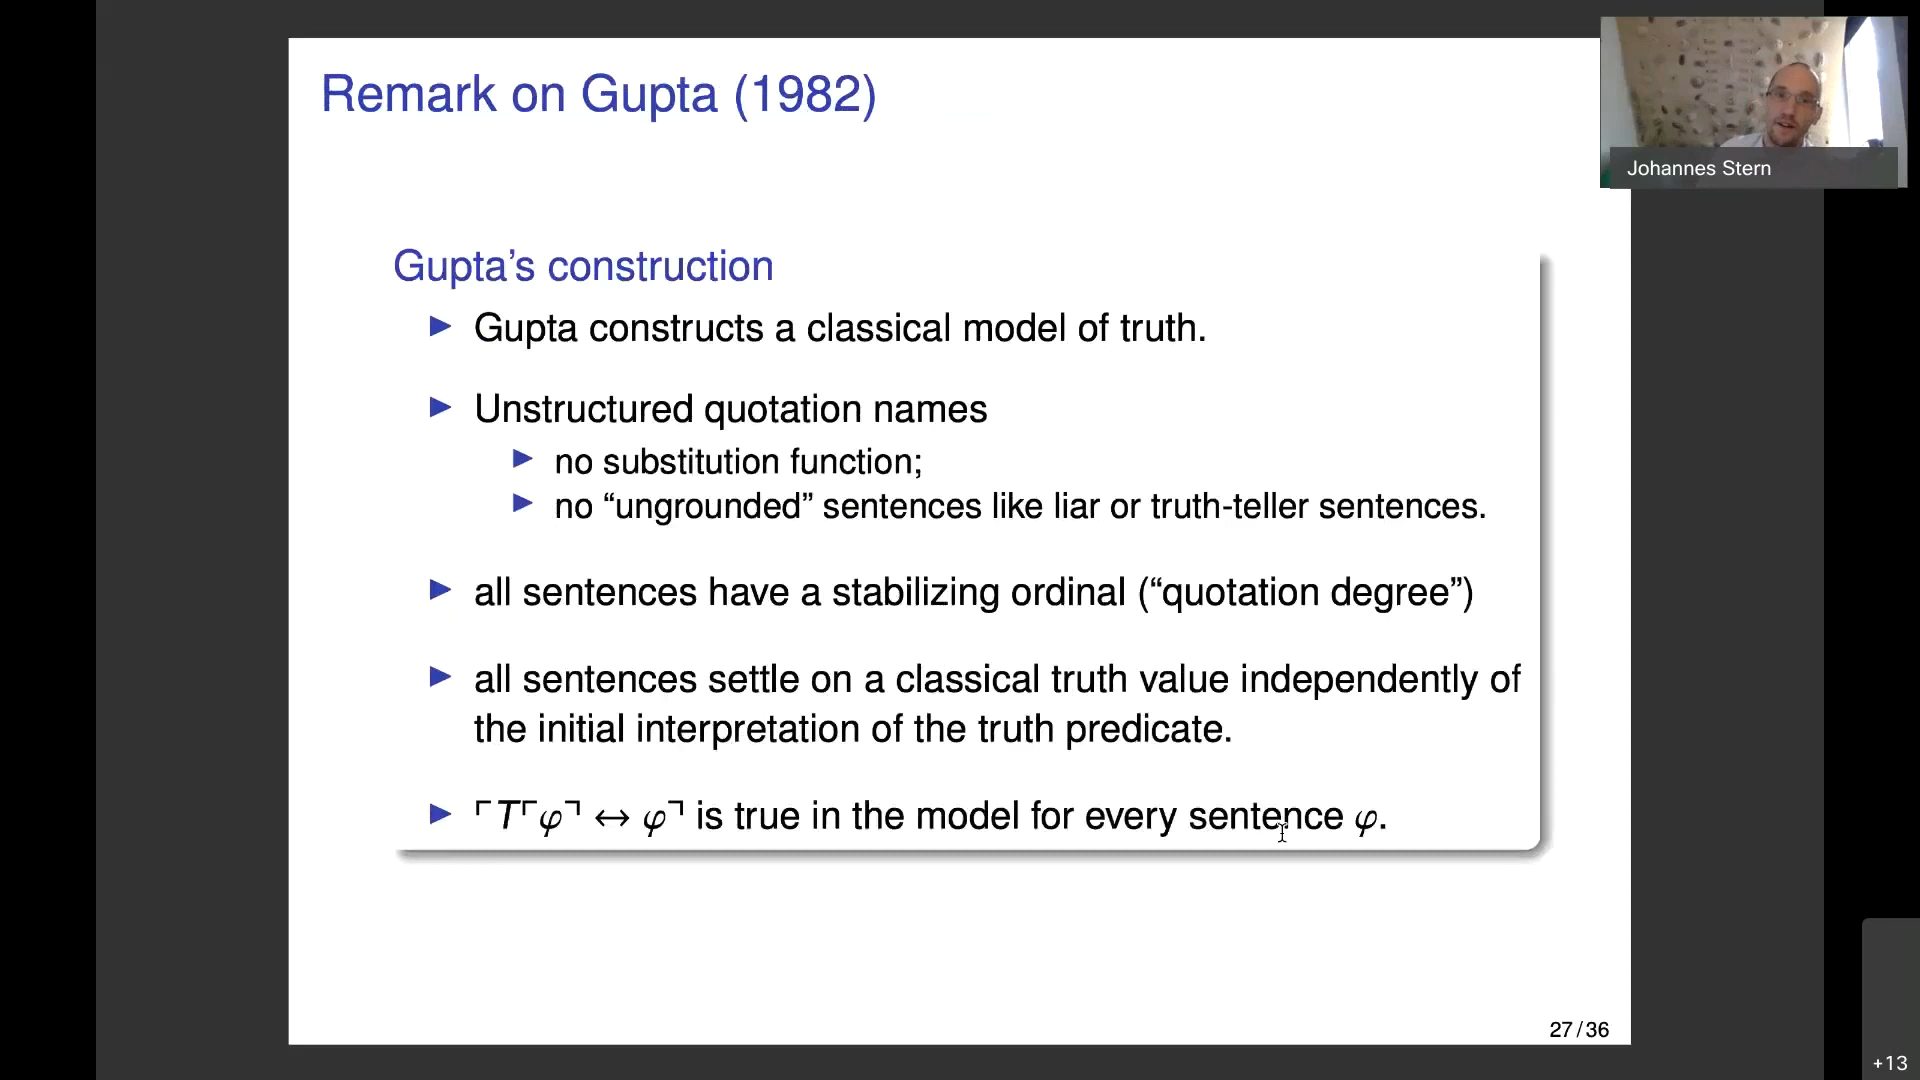 Remark on Gupta (1982)
Johannes Stern
Gupta’s construction
▶ Gupta constructs a classical model of truth.
▶ Unstructured quotation names
▶ no substitution function;
▶ no “ungrounded” sentences like liar or truth-teller sentences.
▶ all sentences have a stabilizing ordinal (“quotation degree”)
▶ all sentences settle on a classical truth value independently of
the initial interpretation of the truth predicate.
▶ ⌜T⌜φ⌝ ↔ φ⌝ is true in the model for every sentence φ.
27/36
+13